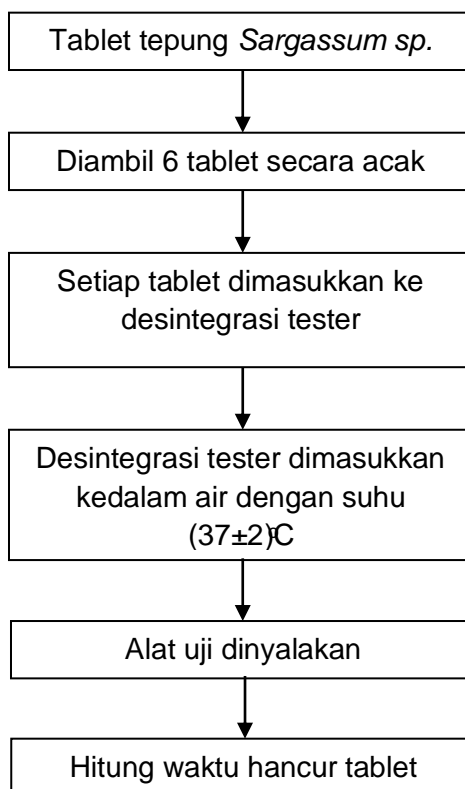 Tablet tepung Sargassum sp.
Diambil 6 tablet secara acak
Setiap tablet dimasukkan ke
desintegrasi tester
Desintegrasi tester dimasukkan
kedalam air dengan suhu
(37±2)⁰C
Alat uji dinyalakan
Hitung waktu hancur tablet